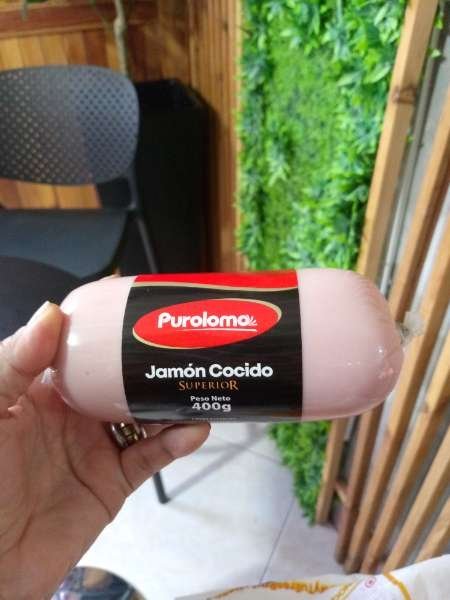 Puroloma
Jamón Cocido
SUPERIOR
Peso Neto
400g